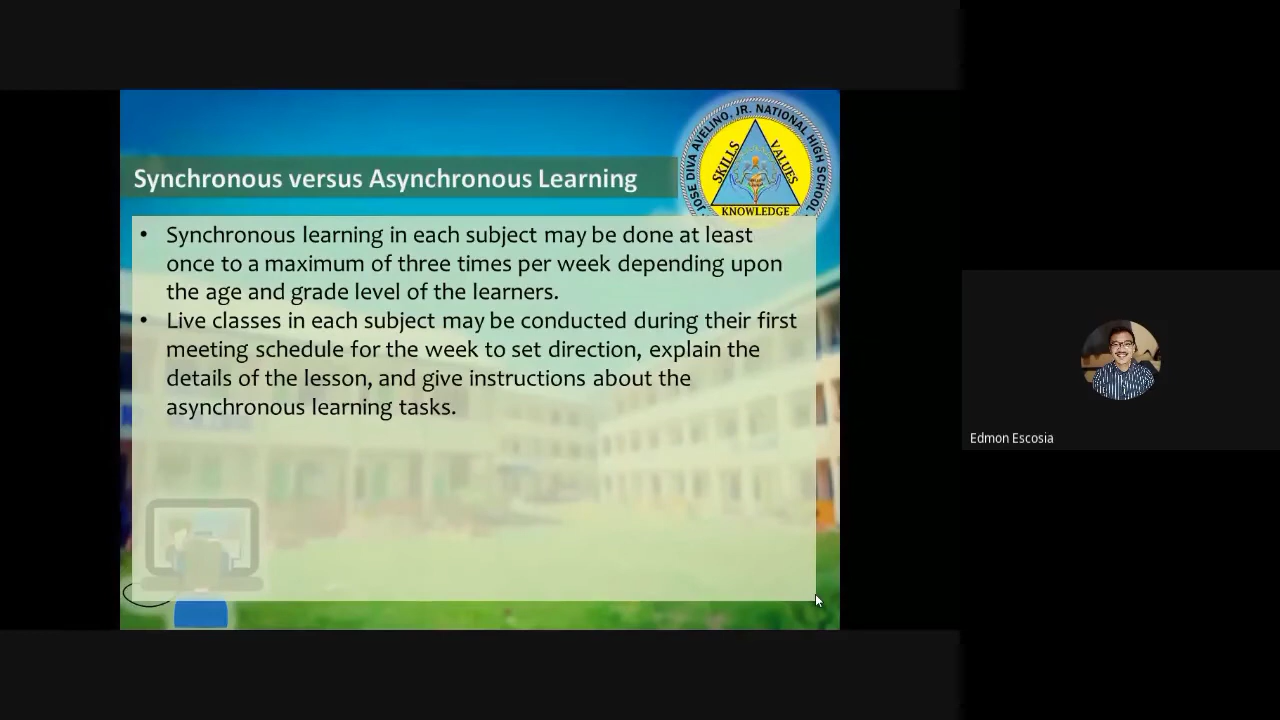 JOSE DIVA AVELINO, JR. NATIONAL HIGH SCHOOL
SKILLS
VALUES
KNOWLEDGE
Synchronous versus Asynchronous Learning
• Synchronous learning in each subject may be done at least
once to a maximum of three times per week depending upon
the age and grade level of the learners.
• Live classes in each subject may be conducted during their first
meeting schedule for the week to set direction, explain the
details of the lesson, and give instructions about the
asynchronous learning tasks.
Edmon Escosia